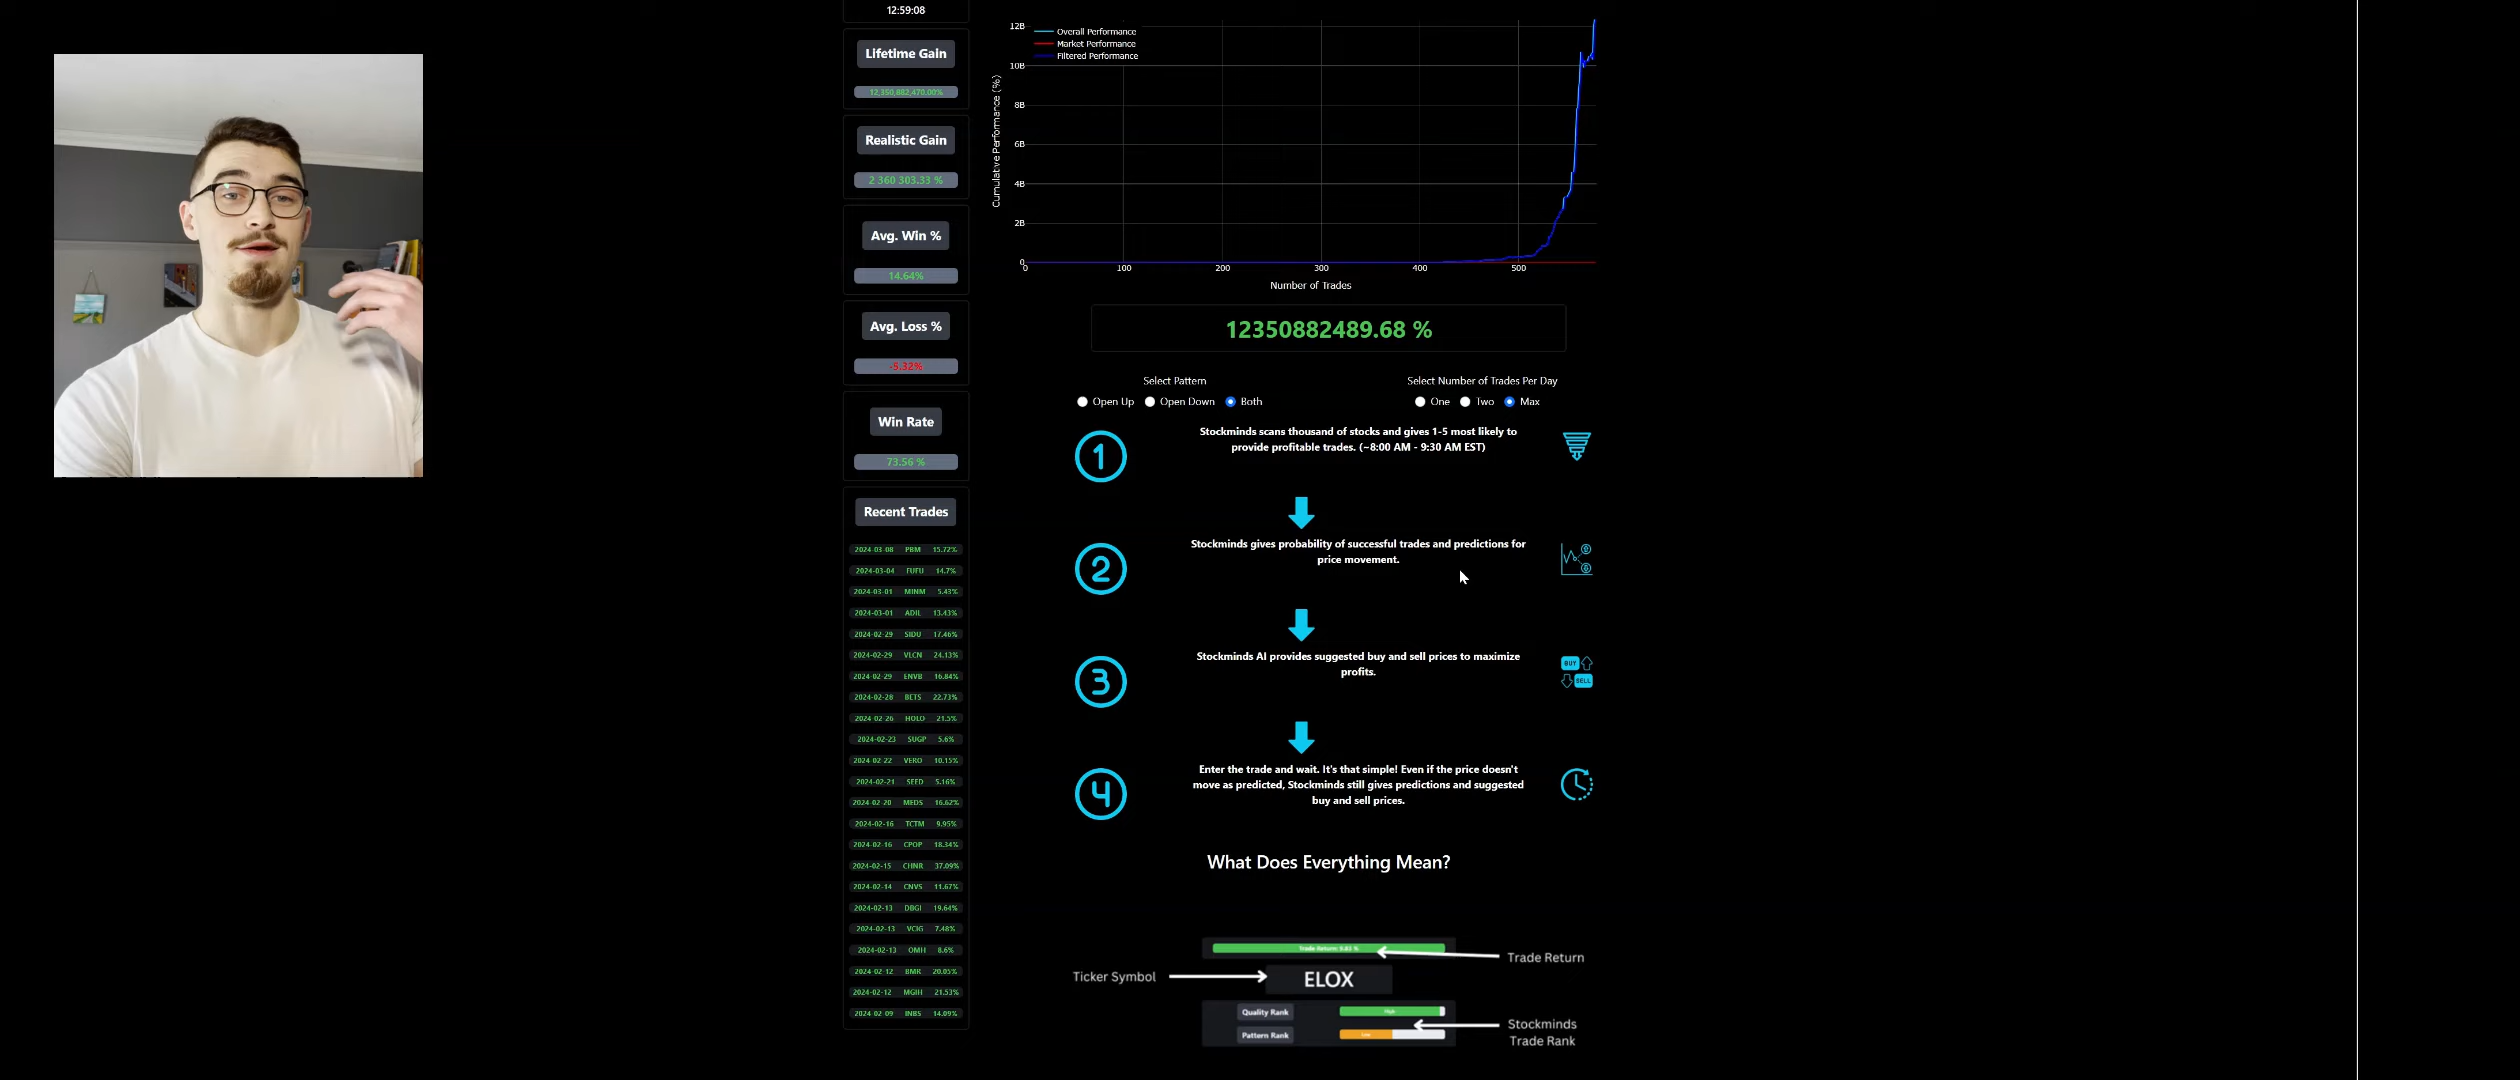 12:59:08
Lifetime Gain
12,350,882,470.00%
Realistic Gain
2 360 303.33 %
Avg. Win %
14.64%
Avg. Loss %
-5.32%
Win Rate
73.56 %
Recent Trades
2024-03-08 PBM 15.72%
2024-03-04 FUFU 14.7%
2024-03-01 MINM 5.43%
2024-03-01 ADIL 13.43%
2024-02-29 SIDU 17.46%
2024-02-29 VLCN 24.13%
2024-02-29 ENVB 16.84%
2024-02-28 BETS 22.73%
2024-02-26 HOLO 21.5%
2024-02-23 SUGP 5.6%
2024-02-22 VERO 10.15%
2024-02-21 SEED 5.16%
2024-02-20 MEDS 16.62%
2024-02-16 TCTM 9.95%
2024-02-16 CPOP 18.34%
2024-02-15 CHNR 37.09%
2024-02-14 CNVS 11.67%
2024-02-13 DBGI 19.64%
2024-02-13 VCIG 7.48%
2024-02-13 OMH 8.6%
2024-02-12 BMR 20.05%
2024-02-12 MGIH 21.53%
2024-02-09 INBS 14.09%
Overall Performance
Market Performance
Filtered Performance
Cumulative Performance (%)
12B
10B
8B
6B
4B
2B
0
0 100 200 300 400 500
Number of Trades
12350882489.68 %
Select Pattern
Open Up Open Down Both
Select Number of Trades Per Day
One Two Max
1
Stockminds scans thousand of stocks and gives 1-5 most likely to
provide profitable trades. (~8:00 AM - 9:30 AM EST)
2
Stockminds gives probability of successful trades and predictions for
price movement.
3
Stockminds AI provides suggested buy and sell prices to maximize
profits.
BUY
SELL
4
Enter the trade and wait. It's that simple! Even if the price doesn't
move as predicted, Stockminds still gives predictions and suggested
buy and sell prices.
What Does Everything Mean?
Trade Return: 9.83 %
Trade Return
Ticker Symbol
ELOX
Quality Rank
High
Pattern Rank
Low
Stockminds
Trade Rank